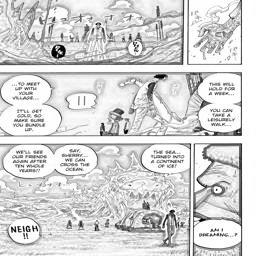 THIS WILL
HOLD FOR
A WEEK...
YOU CAN
TAKE A
LEISURELY
WALK...
...TO MEET
UP WITH
YOUR
VILLAGE...
IT'LL GET
COLD, SO
MAKE SURE
YOU BUNDLE
UP.
!!
AM I
DREAMING...?
THE SEA...
TURNED INTO
A CONTINENT
OF ICE!
SAY,
SHERRY...
WE CAN
CROSS THE
OCEAN.
WE'LL SEE
OUR FRIENDS
AGAIN AFTER
TEN WHOLE
YEARS!!
NEIGH
!!